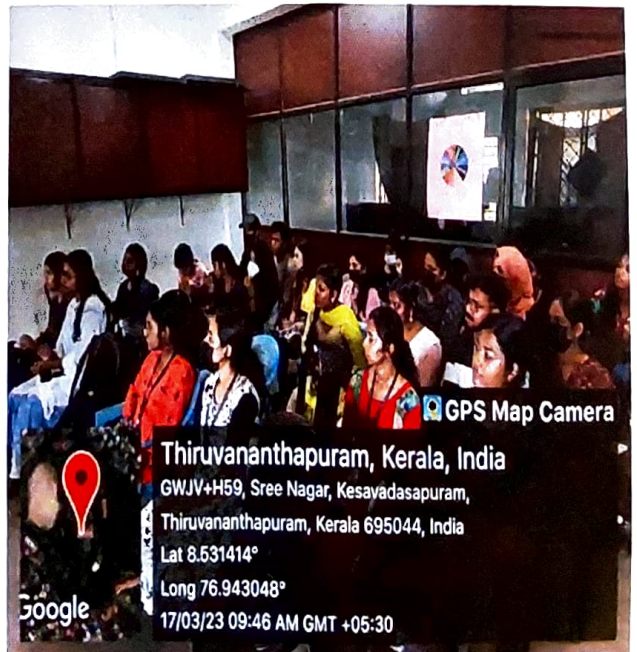 GPS Map Camera
Thiruvananthapuram, Kerala, India
GWJV+H59, Sree Nagar, Kesavadasapuram,
Thiruvananthapuram, Kerala 695044, India
Lat 8.531414°
Long 76.943048°
17/03/23 09:46 AM GMT +05:30
Google